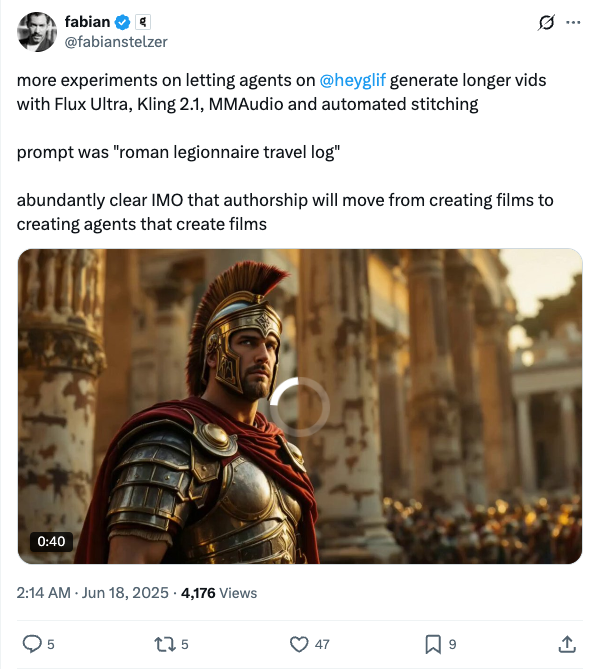 fabian
@fabianstelzer
more experiments on letting agents on @heyglif generate longer vids
with Flux Ultra, Kling 2.1, MMAudio and automated stitching
prompt was "roman legionnaire travel log"
abundantly clear IMO that authorship will move from creating films to
creating agents that create films
0:40
2:14 AM · Jun 18, 2025 · 4,176 Views
5 5 47 9